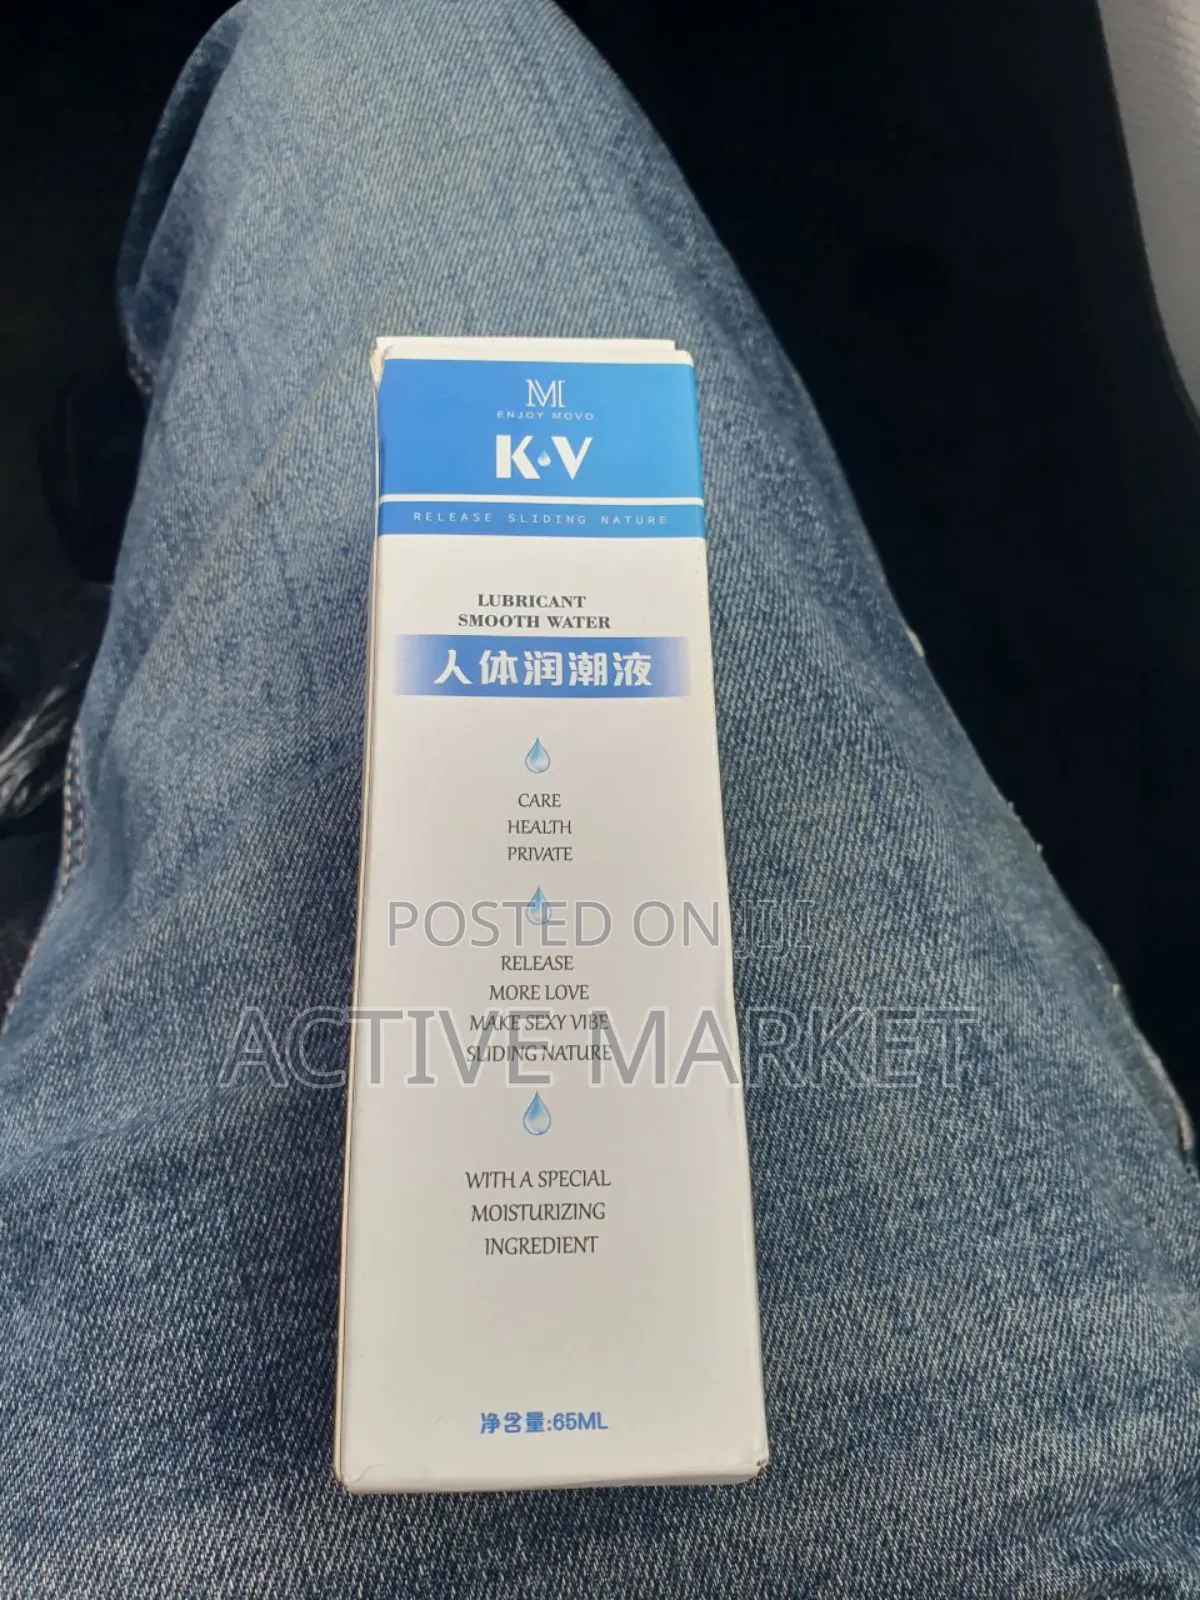 M
ENJOY MOVO
K V
RELEASE SLIDING NATURE
LUBRICANT
SMOOTH WATER
人体润潮液
CARE
HEALTH
PRIVATE
POSTED ON JIJI
RELEASE
MORE LOVE
ACTIVE MARKET
MAKE SEXY VIBE
SLIDING NATURE
WITH A SPECIAL
MOISTURIZING
INGREDIENT
净含量:65ML